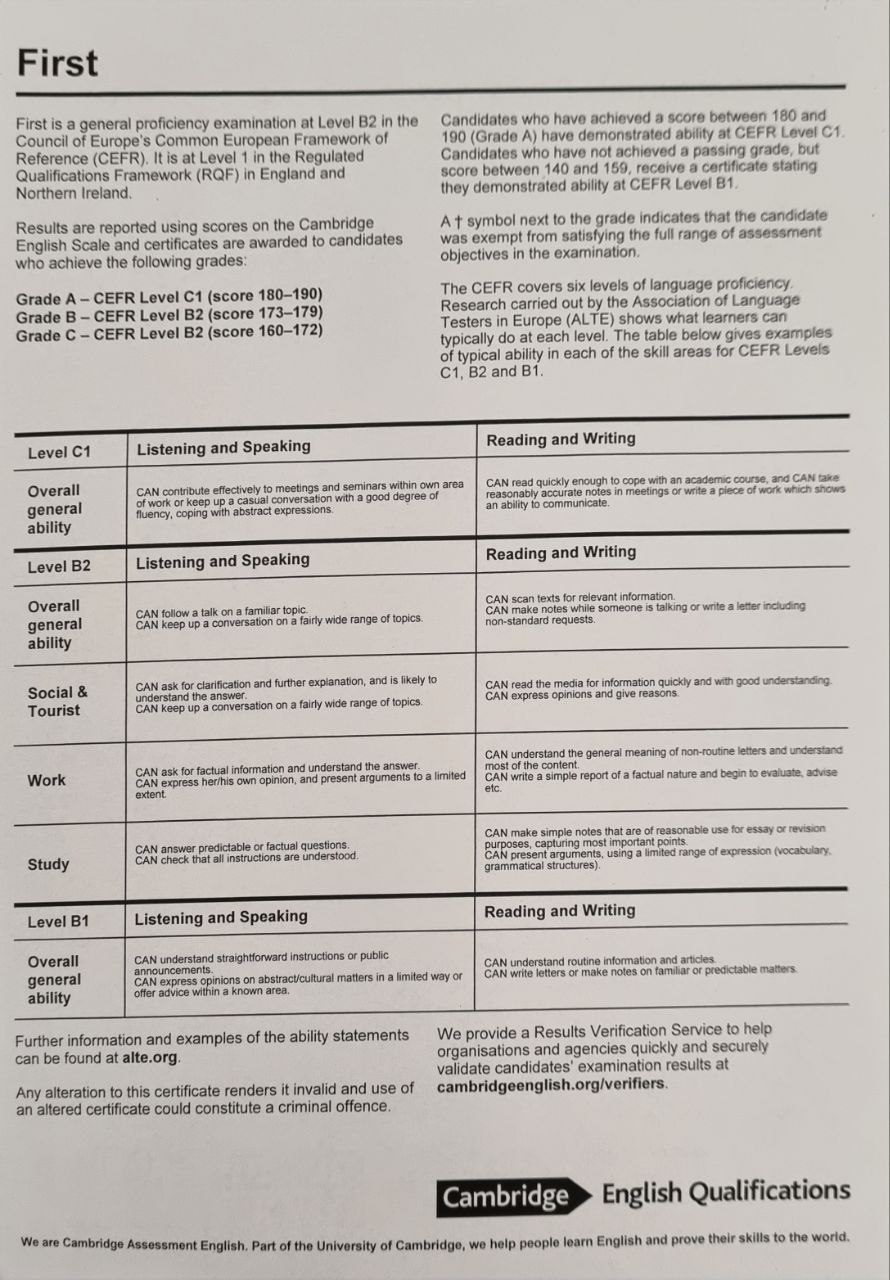 First
First is a general proficiency examination at Level B2 in the
Council of Europe's Common European Framework of
Reference (CEFR). It is at Level 1 in the Regulated
Qualifications Framework (RQF) in England and
Northern Ireland.
Results are reported using scores on the Cambridge
English Scale and certificates are awarded to candidates
who achieve the following grades:
Grade A – CEFR Level C1 (score 180–190)
Grade B – CEFR Level B2 (score 173–179)
Grade C – CEFR Level B2 (score 160–172)
Candidates who have achieved a score between 180 and
190 (Grade A) have demonstrated ability at CEFR Level C1.
Candidates who have not achieved a passing grade, but
score between 140 and 159, receive a certificate stating
they demonstrated ability at CEFR Level B1.
A † symbol next to the grade indicates that the candidate
was exempt from satisfying the full range of assessment
objectives in the examination.
The CEFR covers six levels of language proficiency.
Research carried out by the Association of Language
Testers in Europe (ALTE) shows what learners can
typically do at each level. The table below gives examples
of typical ability in each of the skill areas for CEFR Levels
C1, B2 and B1.
Level C1
Listening and Speaking
Reading and Writing
Overall
general
ability
CAN contribute effectively to meetings and seminars within own area
of work or keep up a casual conversation with a good degree of
fluency, coping with abstract expressions.
CAN read quickly enough to cope with an academic course, and CAN take
reasonably accurate notes in meetings or write a piece of work which shows
an ability to communicate.
Level B2
Listening and Speaking
Reading and Writing
Overall
general
ability
CAN follow a talk on a familiar topic.
CAN keep up a conversation on a fairly wide range of topics.
CAN scan texts for relevant information.
CAN make notes while someone is talking or write a letter including
non-standard requests.
Social &
Tourist
CAN ask for clarification and further explanation, and is likely to
understand the answer.
CAN keep up a conversation on a fairly wide range of topics.
CAN read the media for information quickly and with good understanding.
CAN express opinions and give reasons.
Work
CAN ask for factual information and understand the answer.
CAN express her/his own opinion, and present arguments to a limited
extent.
CAN understand the general meaning of non-routine letters and understand
most of the content.
CAN write a simple report of a factual nature and begin to evaluate, advise
etc.
Study
CAN answer predictable or factual questions.
CAN check that all instructions are understood.
CAN make simple notes that are of reasonable use for essay or revision
purposes, capturing most important points.
CAN present arguments, using a limited range of expression (vocabulary,
grammatical structures).
Level B1
Listening and Speaking
Reading and Writing
Overall
general
ability
CAN understand straightforward instructions or public
announcements.
CAN express opinions on abstract/cultural matters in a limited way or
offer advice within a known area.
CAN understand routine information and articles.
CAN write letters or make notes on familiar or predictable matters.
Further information and examples of the ability statements
can be found at alte.org.
Any alteration to this certificate renders it invalid and use of
an altered certificate could constitute a criminal offence.
We provide a Results Verification Service to help
organisations and agencies quickly and securely
validate candidates' examination results at
cambridgeenglish.org/verifiers.
Cambridge English Qualifications
We are Cambridge Assessment English. Part of the University of Cambridge, we help people learn English and prove their skills to the world.